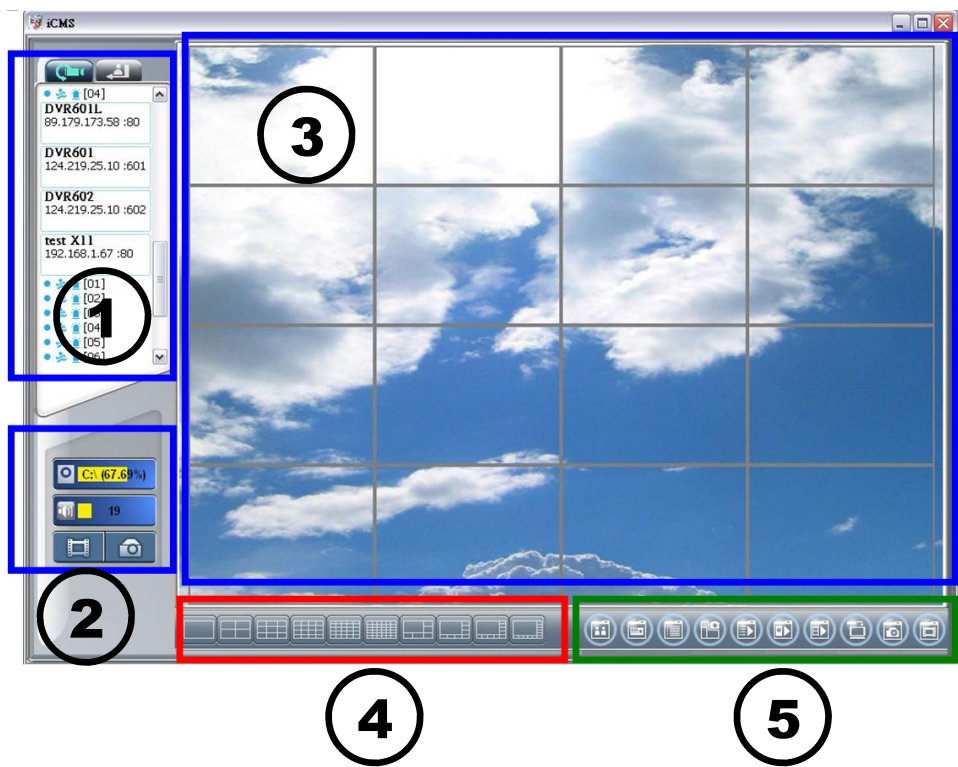 iCMS
[04]
DVR601L
89.179.173.58 :80
DVR601
124.219.25.10 :601
DVR602
124.219.25.10 :602
test X11
192.168.1.67 :80
[01]
[02]
[04
[05]
[06]
1
C:\ (67.69%)
19
2
3
4
5